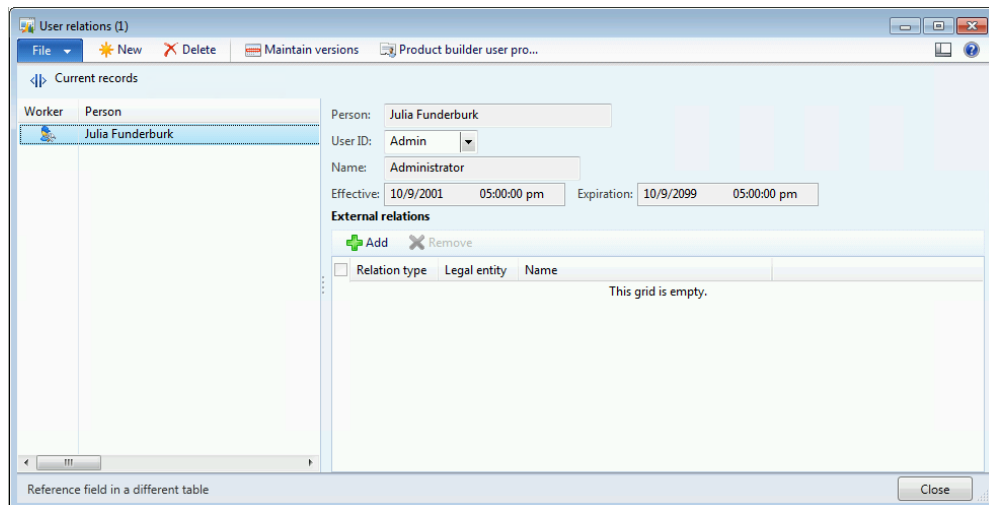 User relations (1)
File New Delete Maintain versions Product builder user pro...
Current records
Worker Person
Julia Funderburk
Person: Julia Funderburk
User ID: Admin
Name: Administrator
Effective: 10/9/2001 05:00:00 pm Expiration: 10/9/2099 05:00:00 pm
External relations
Add Remove
Relation type Legal entity Name
This grid is empty.
Reference field in a different table
Close